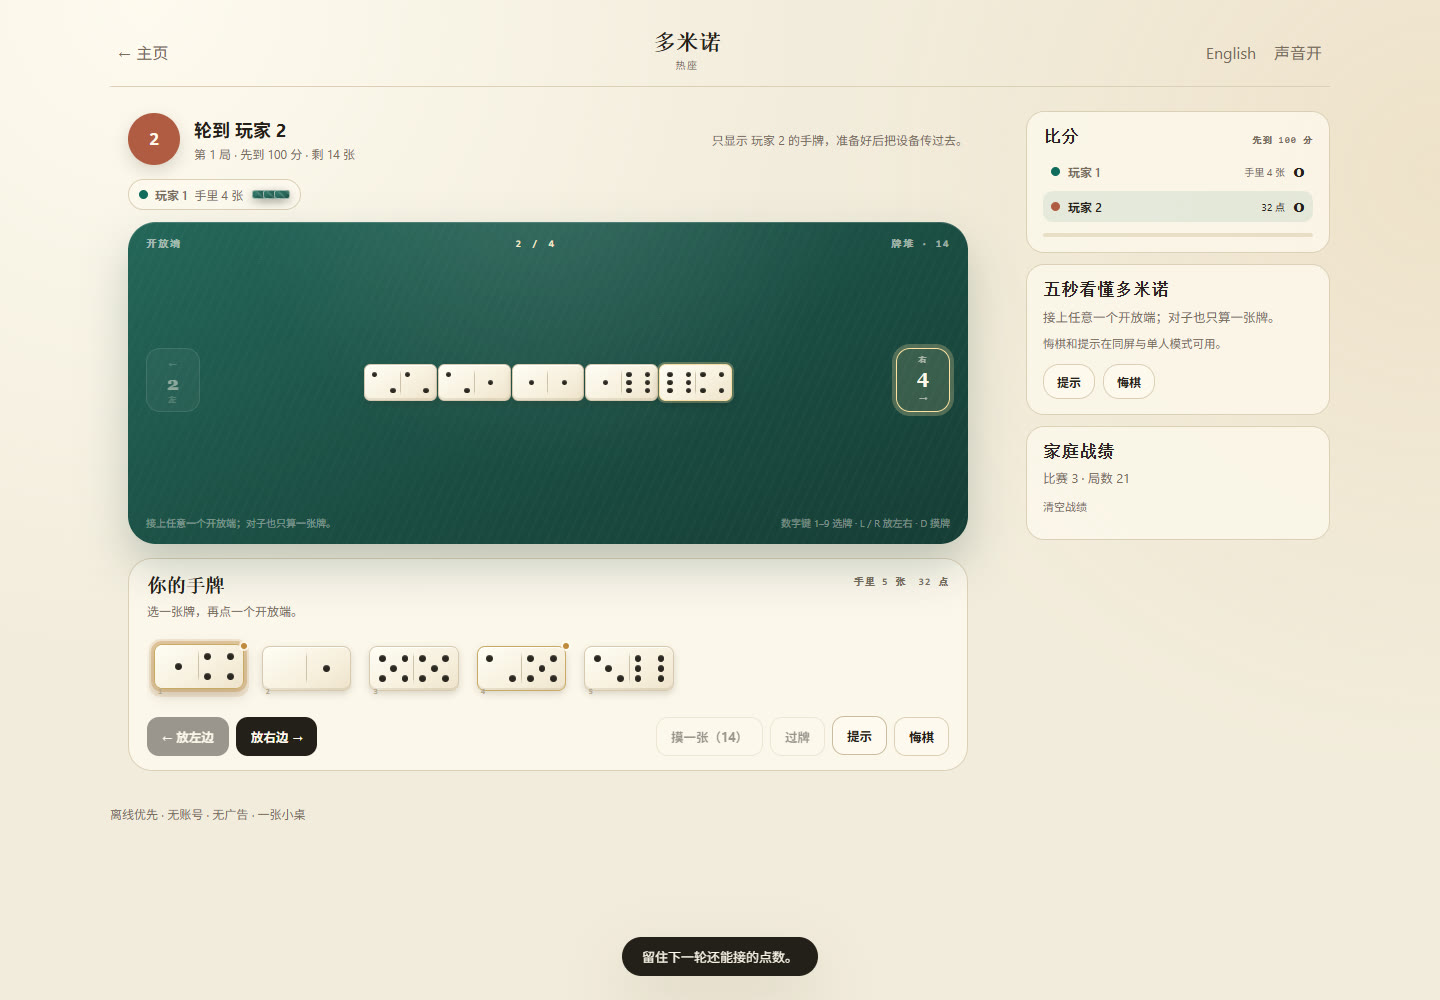 ← 主页
多米诺
热座
English 声音开
2
轮到 玩家 2
第 1 局 · 先到 100 分 · 剩 14 张
只显示 玩家 2 的手牌，准备好后把设备传过去。
玩家 1 手里 4 张
开放端
2 / 4
牌堆 · 14
←
2
左
右
4
→
接上任意一个开放端；对子也只算一张牌。
数字键 1–9 选牌 · L / R 放左右 · D 摸牌
你的手牌
手里 5 张 32 点
选一张牌，再点一个开放端。
1
2
3
4
5
← 放左边
放右边 →
摸一张（14）
过牌
提示
悔棋
比分
先到 100 分
玩家 1 手里 4 张 0
玩家 2 32 点 0
五秒看懂多米诺
接上任意一个开放端；对子也只算一张牌。
悔棋和提示在同屏与单人模式可用。
提示
悔棋
家庭战绩
比赛 3 · 局数 21
清空战绩
离线优先 · 无账号 · 无广告 · 一张小桌
留住下一轮还能接的点数。